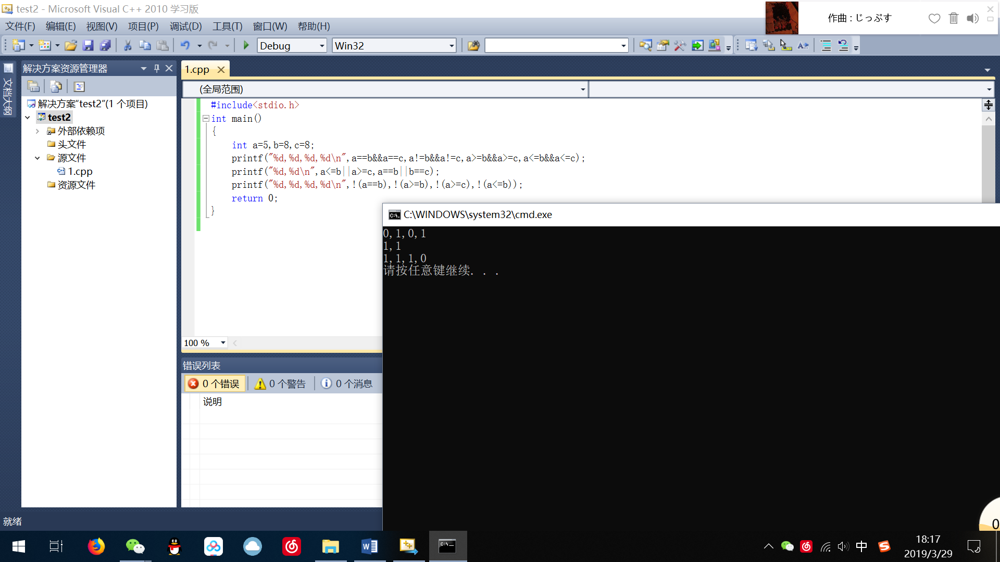 test2 - Microsoft Visual C++ 2010 学习版
作曲 : じっぷす
文件(F) 编辑(E) 视图(V) 项目(P) 调试(D) 工具(T) 窗口(W) 帮助(H)
Debug Win32
文档大纲
解决方案资源管理器
1.cpp
(全局范围)
解决方案“test2”(1 个项目)
test2
外部依赖项
头文件
源文件
1.cpp
资源文件
#include<stdio.h>
int main()
{
int a=5,b=8,c=8;
printf("%d,%d,%d,%d\n",a==b&&a==c,a!=b&&a!=c,a>=b&&a>=c,a<=b&&a<=c);
printf("%d,%d\n",a<=b||a>=c,a==b||b==c);
printf("%d,%d,%d,%d\n",!(a==b),!(a>=b),!(a>=c),!(a<=b));
return 0;
}
C:\WINDOWS\system32\cmd.exe
0,1,0,1
1,1
1,1,1,0
请按任意键继续. . .
100 %
错误列表
0 个错误 0 个警告 0 个消息
说明
就绪
0
中
18:17
2019/3/29